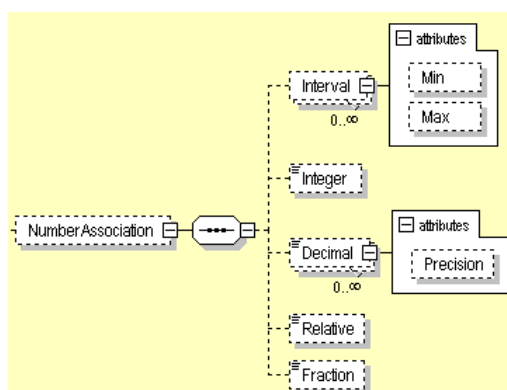 attributes
Interval
Min
Max
0..∞
Integer
NumberAssociation
attributes
Decimal
Precision
0..∞
Relative
Fraction